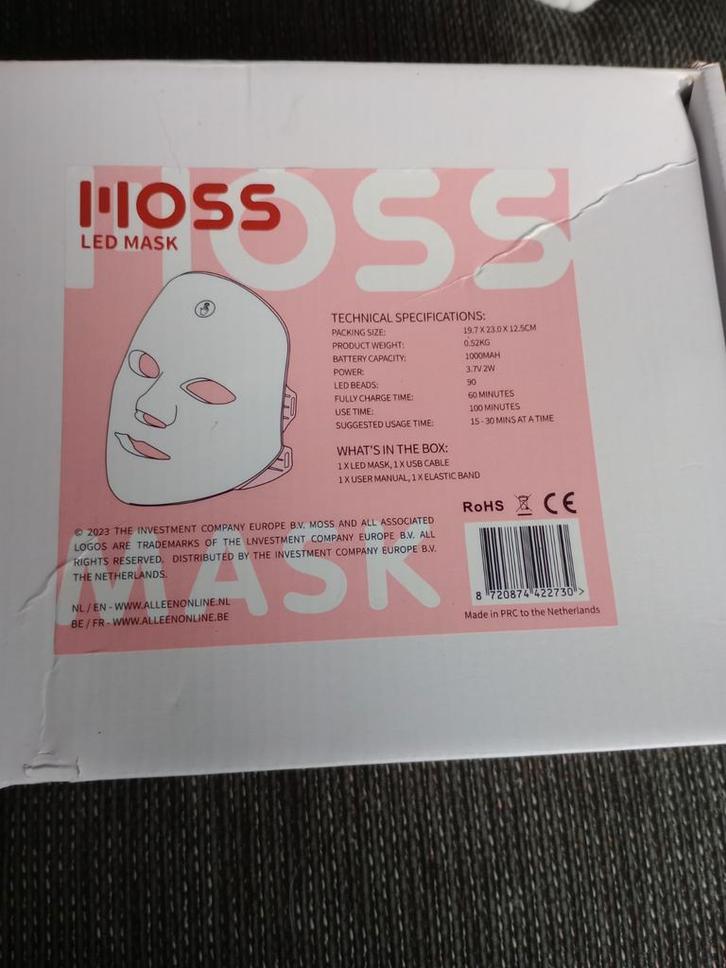 MOSS
LED MASK
MOSS
TECHNICAL SPECIFICATIONS:
PACKING SIZE: 19.7 X 23.0 X 12.5CM
PRODUCT WEIGHT: 0.52KG
BATTERY CAPACITY: 1000MAH
POWER: 3.7V 2W
LED BEADS: 90
FULLY CHARGE TIME: 60 MINUTES
USE TIME: 100 MINUTES
SUGGESTED USAGE TIME: 15 - 30 MINS AT A TIME
WHAT'S IN THE BOX:
1 X LED MASK, 1 X USB CABLE
1 X USER MANUAL, 1 X ELASTIC BAND
RoHS CE
© 2023 THE INVESTMENT COMPANY EUROPE B.V. MOSS AND ALL ASSOCIATED
LOGOS ARE TRADEMARKS OF THE LNVESTMENT COMPANY EUROPE B.V. ALL
RIGHTS RESERVED. DISTRIBUTED BY THE INVESTMENT COMPANY EUROPE B.V.
THE NETHERLANDS.
MASK
NL / EN - WWW.ALLEENONLINE.NL
BE / FR - WWW.ALLEENONLINE.BE
8 720874 422730 >
Made in PRC to the Netherlands